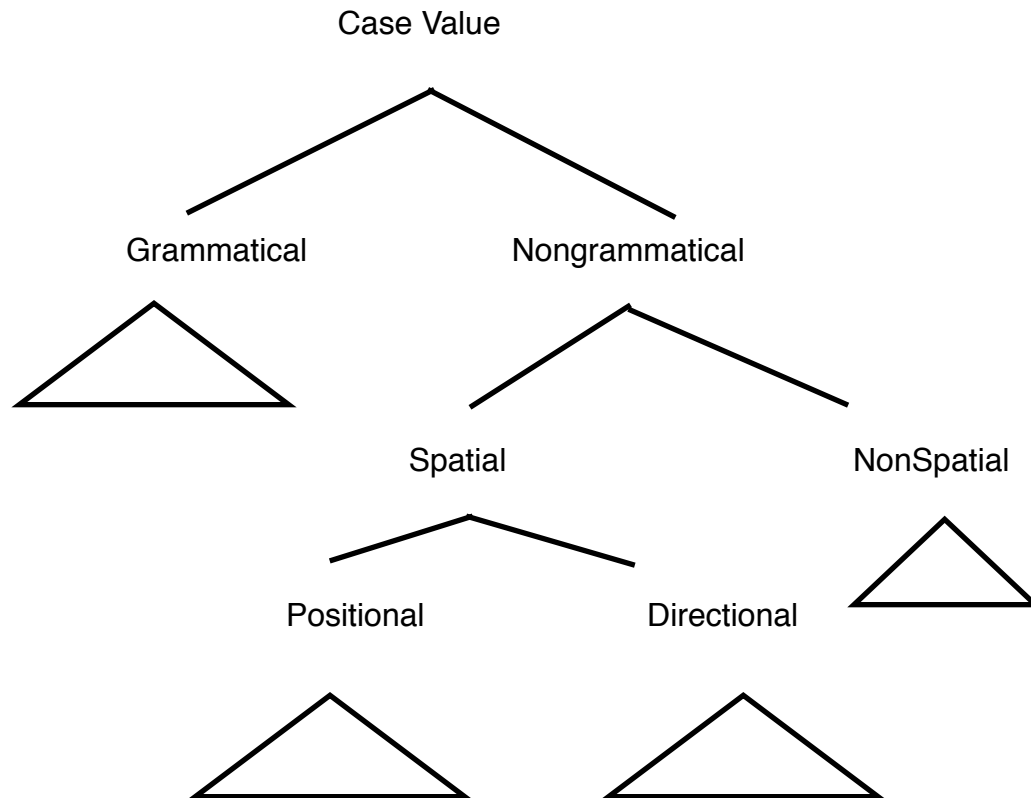 Case Value
Grammatical
Nongrammatical
Spatial
NonSpatial
Positional
Directional